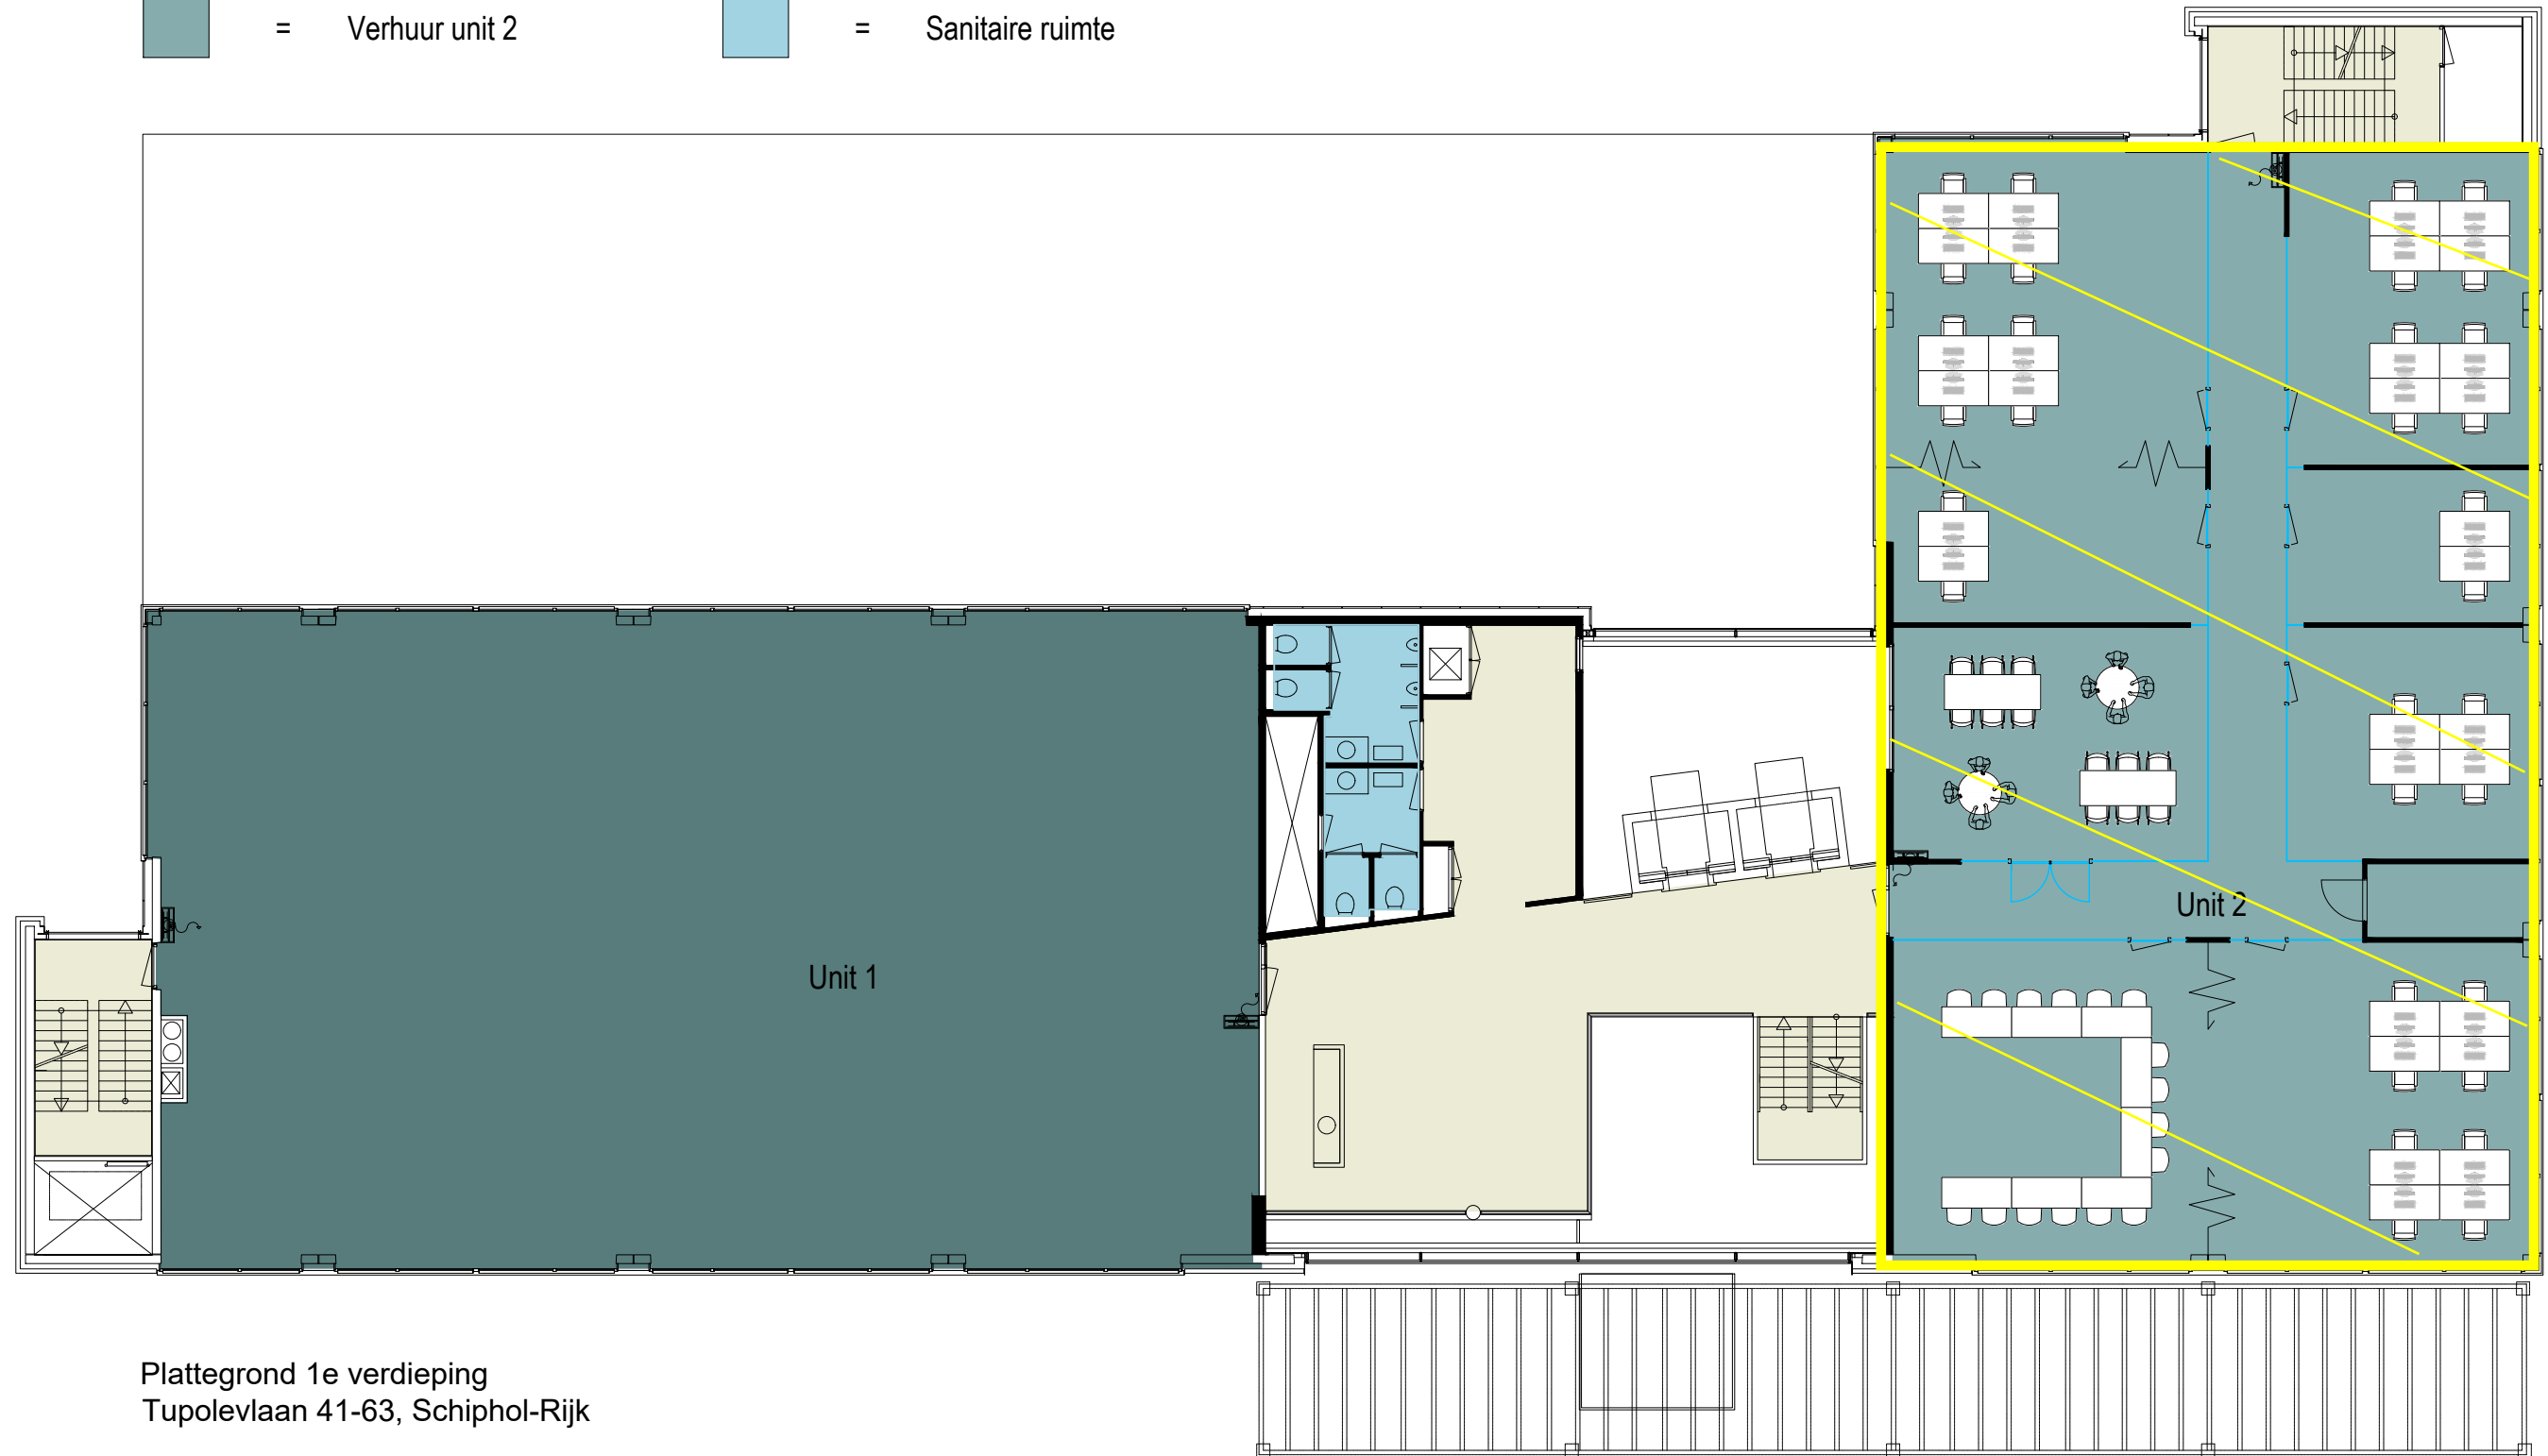 = Verhuur unit 2 = Sanitaire ruimte
Unit 2
Unit 1
Plattegrond 1e verdieping
Tupolevlaan 41-63, Schiphol-Rijk